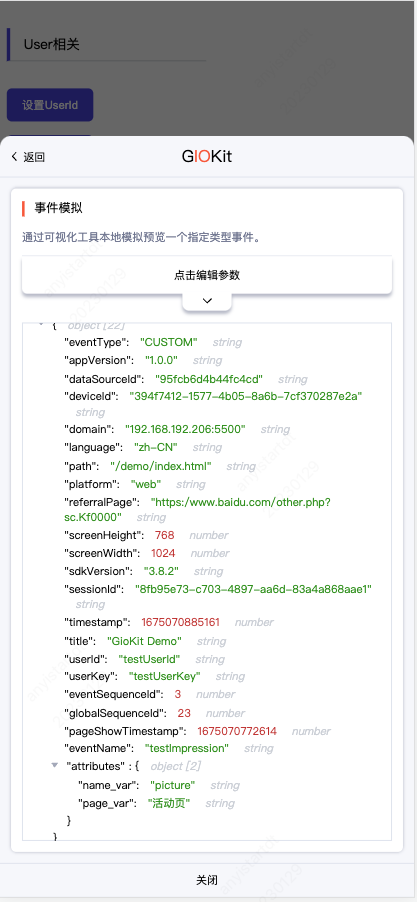 User相关
设置UserId
返回
GIOKit
事件模拟
通过可视化工具本地模拟预览一个指定类型事件。
点击编辑参数
{ object [22]
"eventType": "CUSTOM" string
"appVersion": "1.0.0" string
"dataSourceId": "95fcb6d4b44fc4cd" string
"deviceId": "394f7412-1577-4b05-8a6b-7cf370287e2a"
string
"domain": "192.168.192.206:5500" string
"language": "zh-CN" string
"path": "/demo/index.html" string
"platform": "web" string
"referralPage": "https:/www.baidu.com/other.php?
sc.Kf0000" string
"screenHeight": 768 number
"screenWidth": 1024 number
"sdkVersion": "3.8.2" string
"sessionId": "8fb95e73-c703-4897-aa6d-83a4a868aae1"
string
"timestamp": 1675070885161 number
"title": "GioKit Demo" string
"userId": "testUserId" string
"userKey": "testUserKey" string
"eventSequenceId": 3 number
"globalSequenceId": 23 number
"pageShowTimestamp": 1675070772614 number
"eventName": "testImpression" string
"attributes" : { object [2]
"name_var": "picture" string
"page_var": "活动页" string
}
}
关闭